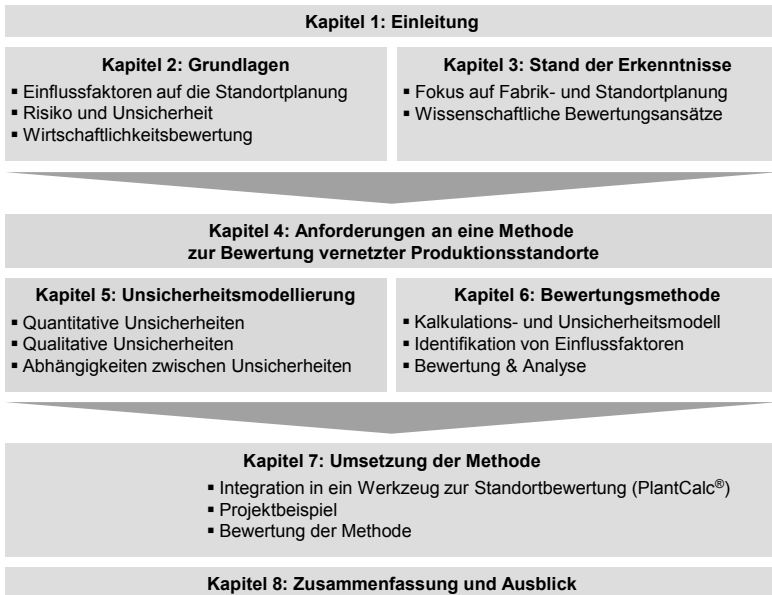 Kapitel 1: Einleitung
Kapitel 2: Grundlagen
▪ Einflussfaktoren auf die Standortplanung
▪ Risiko und Unsicherheit
▪ Wirtschaftlichkeitsbewertung
Kapitel 3: Stand der Erkenntnisse
▪ Fokus auf Fabrik- und Standortplanung
▪ Wissenschaftliche Bewertungsansätze
Kapitel 4: Anforderungen an eine Methode
zur Bewertung vernetzter Produktionsstandorte
Kapitel 5: Unsicherheitsmodellierung
▪ Quantitative Unsicherheiten
▪ Qualitative Unsicherheiten
▪ Abhängigkeiten zwischen Unsicherheiten
Kapitel 6: Bewertungsmethode
▪ Kalkulations- und Unsicherheitsmodell
▪ Identifikation von Einflussfaktoren
▪ Bewertung & Analyse
Kapitel 7: Umsetzung der Methode
▪ Integration in ein Werkzeug zur Standortbewertung (PlantCalc®)
▪ Projektbeispiel
▪ Bewertung der Methode
Kapitel 8: Zusammenfassung und Ausblick